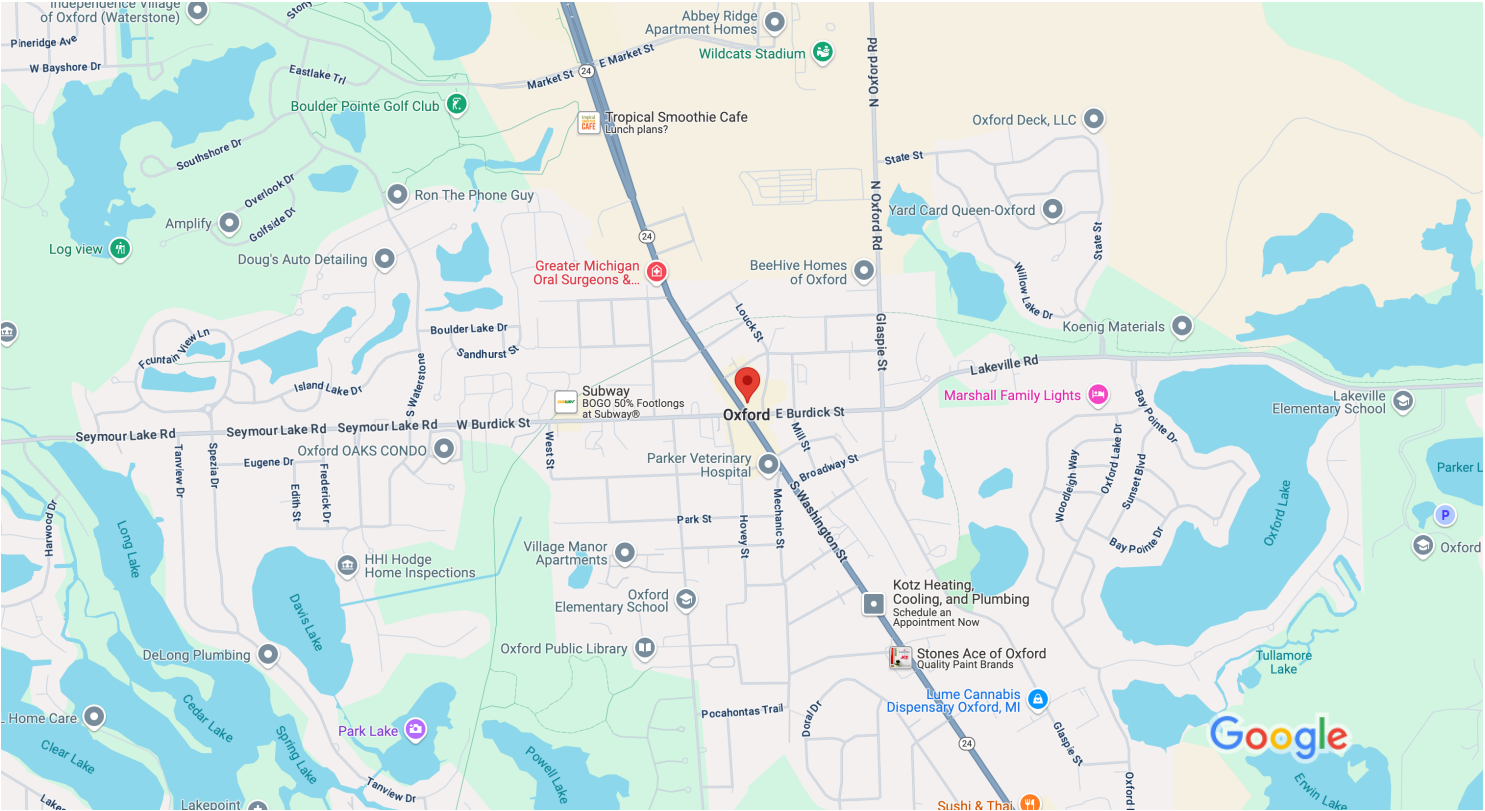 Independence Village
of Oxford (Waterstone)
Pineridge Ave
W Bayshore Dr
Eastlake Trl
Boulder Pointe Golf Club
Southshore Dr
Overlook Dr
Golfside Dr
Amplify
Log view
Ron The Phone Guy
Doug's Auto Detailing
Market St
E Market St
24
Abbey Ridge
Apartment Homes
Wildcats Stadium
Tropical Smoothie Cafe
Lunch plans?
N Oxford Rd
Oxford Deck, LLC
State St
N Oxford Rd
Yard Card Queen-Oxford
State St
Willow Lake Dr
24
Greater Michigan
Oral Surgeons &...
BeeHive Homes
of Oxford
Louck St
Glaspie St
Koenig Materials
Lakeville Rd
Boulder Lake Dr
Sandhurst St
Fountain View Ln
Island Lake Dr
S Waterstone
Subway
BOGO 50% Footlongs
at Subway®
Oxford
E Burdick St
W Burdick St
Seymour Lake Rd
Seymour Lake Rd
Seymour Lake Rd
Marshall Family Lights
Bay Pointe Dr
Lakeville
Elementary School
Oxford OAKS CONDO
Eugene Dr
Tanview Dr
Spezia Dr
Edith St
Frederick Dr
West St
Parker Veterinary
Hospital
Mill St
Broadway St
S Washington St
Mechanic St
Hovey St
Park St
Woodleigh Way
Oxford Lake Dr
Sunset Blvd
Bay Pointe Dr
Oxford Lake
Parker L
P
Oxford
Harwood Dr
Long Lake
HHI Hodge
Home Inspections
Davis Lake
Village Manor
Apartments
Oxford
Elementary School
Oxford Public Library
Kotz Heating,
Cooling, and Plumbing
Schedule an
Appointment Now
Stones Ace of Oxford
Quality Paint Brands
Lume Cannabis
Dispensary Oxford, MI
Tullamore
Lake
DeLong Plumbing
Home Care
Clear Lake
Cedar Lake
Spring Lake
Park Lake
Tanview Dr
Powell Lake
Pocahontas Trail
Doral Dr
24
Glaspie St
Google
Erwin Lake
Lakepoint
Sushi & Thai